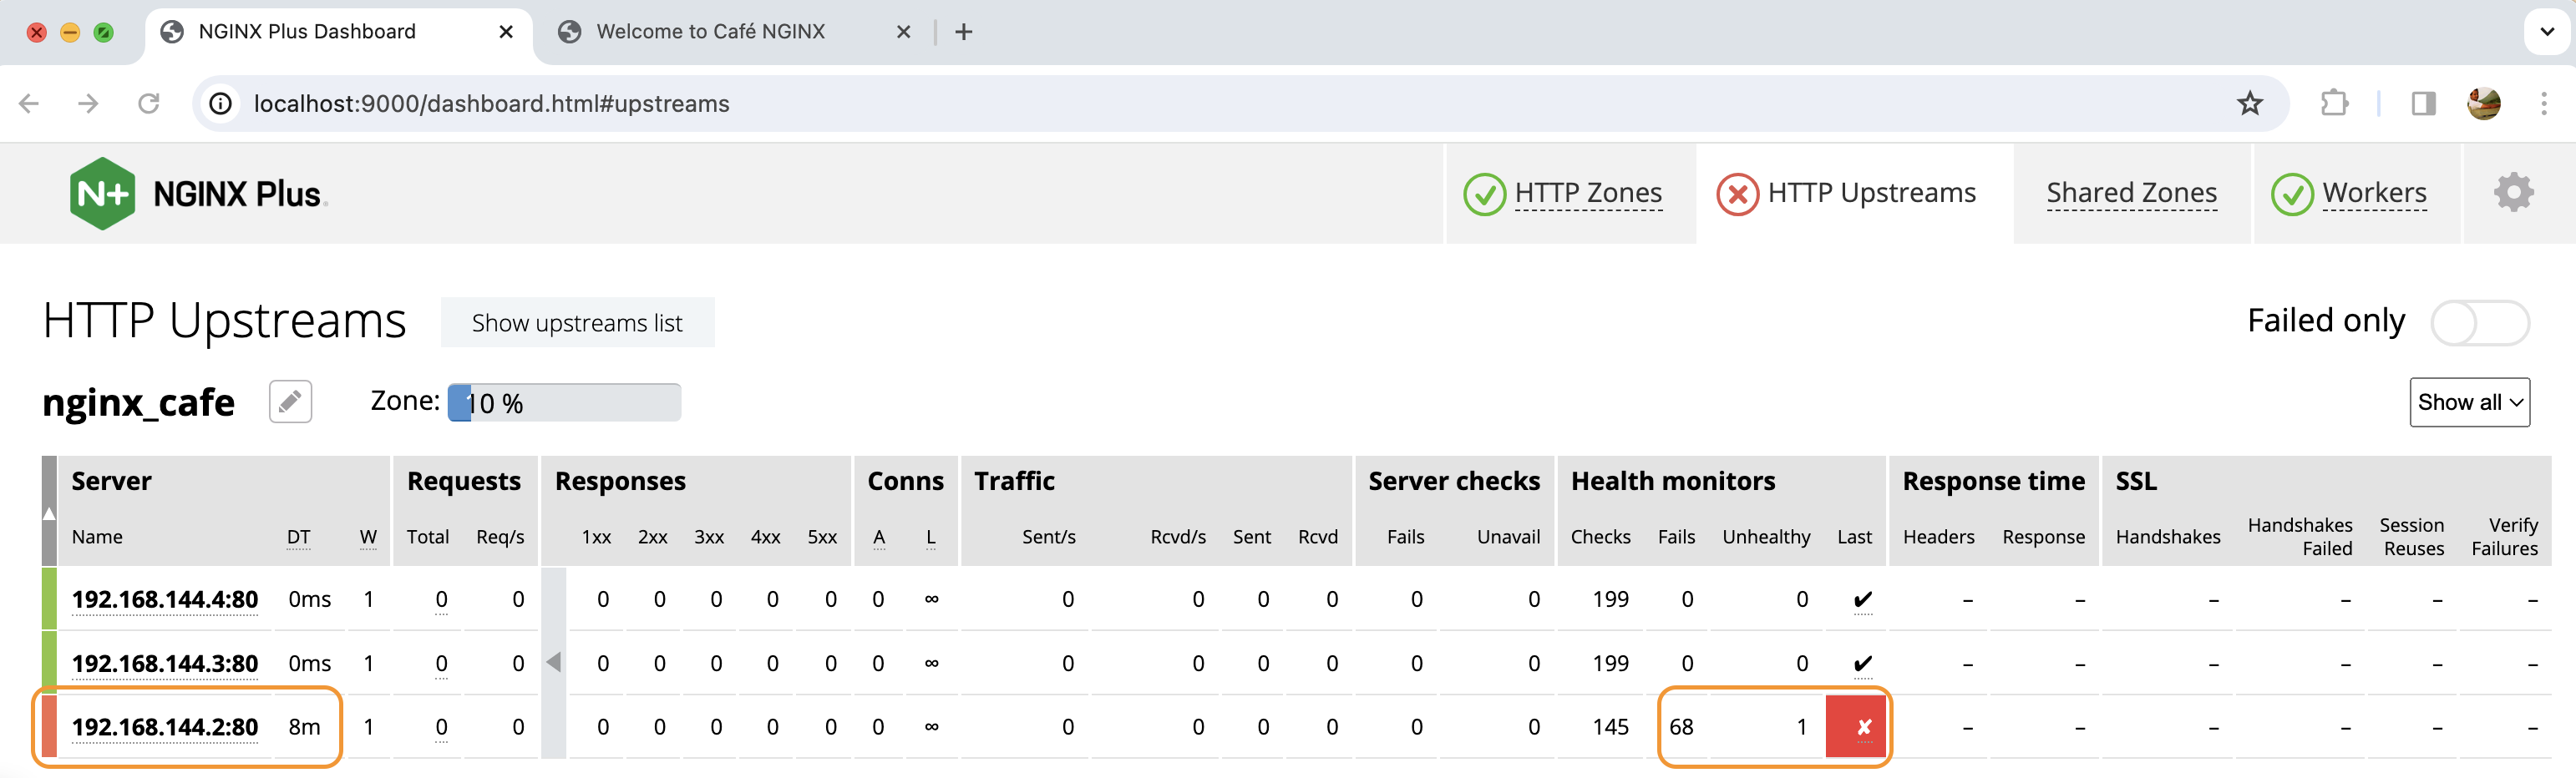 NGINX Plus Dashboard
Welcome to Café NGINX
localhost:9000/dashboard.html#upstreams
N+ NGINX Plus
HTTP Zones
HTTP Upstreams
Shared Zones
Workers
HTTP Upstreams
Show upstreams list
Failed only
nginx_cafe
Zone: 10 %
Show all
Server Requests Responses Conns Traffic Server checks Health monitors Response time SSL
Name DT W Total Req/s 1xx 2xx 3xx 4xx 5xx A L Sent/s Rcvd/s Sent Rcvd Fails Unavail Checks Fails Unhealthy Last Headers Response Handshakes Handshakes Failed Session Reuses Verify Failures
192.168.144.4:80 0ms 1 0 0 0 0 0 0 0 0 ∞ 0 0 0 0 0 0 199 0 0 ✔ – – – – – –
192.168.144.3:80 0ms 1 0 0 0 0 0 0 0 0 ∞ 0 0 0 0 0 0 199 0 0 ✔ – – – – – –
192.168.144.2:80 8m 1 0 0 0 0 0 0 0 0 ∞ 0 0 0 0 0 0 145 68 1 ✘ – – – – – –